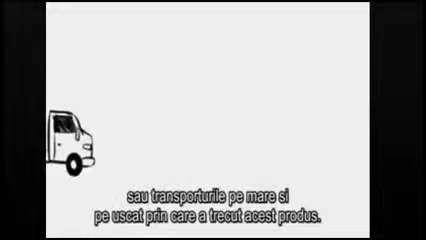 sau transporturile pe mare si
pe uscat prin care a trecut acest produs.